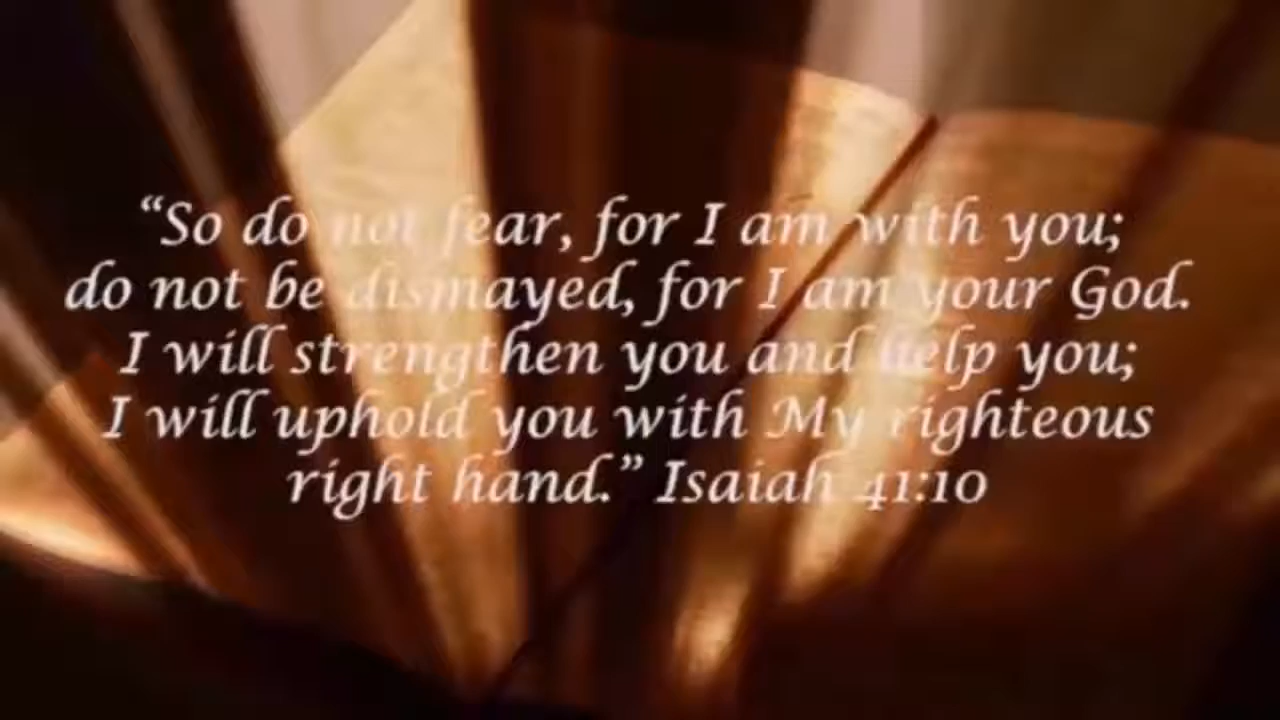 “So do not fear, for I am with you;
do not be dismayed, for I am your God.
I will strengthen you and help you;
I will uphold you with My righteous
right hand.” Isaiah 41:10